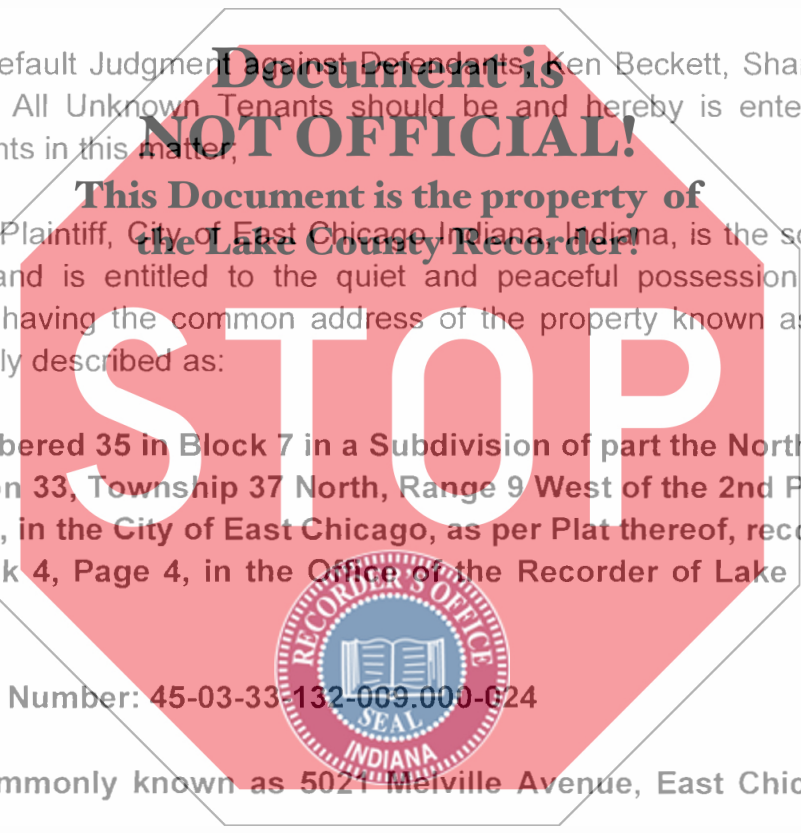 efault Judgment against Defendants, Ken Beckett, Sha
Document is
All Unknown Tenants should be and hereby is ente
nts in this matter;
NOT OFFICIAL!
This Document is the property of
Plaintiff, City of East Chicago Indiana, Indiana, is the s
the Lake County Recorder!
and is entitled to the quiet and peaceful possession
having the common address of the property known as
ly described as:
STOP
bered 35 in Block 7 in a Subdivision of part the North
n 33, Township 37 North, Range 9 West of the 2nd P
, in the City of East Chicago, as per Plat thereof, reco
k 4, Page 4, in the Office of the Recorder of Lake
RECORDER'S OFFICE
Number: 45-03-33-132-009.000-024
SEAL
INDIANA
mmonly known as 5021 Melville Avenue, East Chic